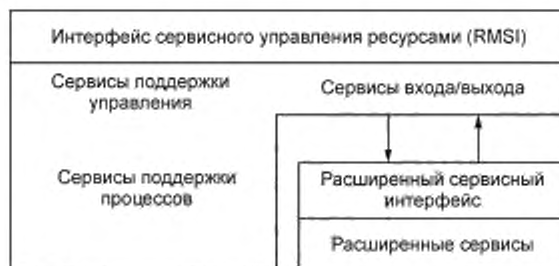 Интерфейс сервисного управления ресурсами (RMSI)
Сервисы поддержки
управления
Сервисы входа/выхода
Сервисы поддержки
процессов
Расширенный сервисный
интерфейс
Расширенные сервисы